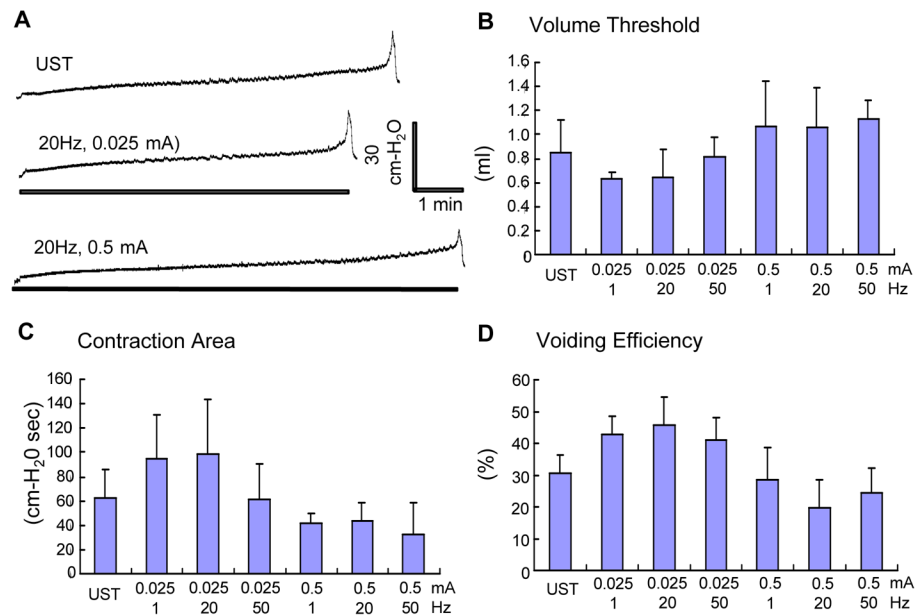 A
UST
20Hz, 0.025 mA)
30
cm-H2O
1 min
20Hz, 0.5 mA
B Volume Threshold
(ml)
1.6
1.4
1.2
1.0
0.8
0.6
0.4
0.2
0
UST 0.025 0.025 0.025 0.5 0.5 0.5 mA
1 20 50 1 20 50 Hz
C Contraction Area
(cm-H20 sec)
160
140
120
100
80
60
40
20
0
UST 0.025 0.025 0.025 0.5 0.5 0.5 mA
1 20 50 1 20 50 Hz
D Voiding Efficiency
(%)
60
50
40
30
20
10
0
UST 0.025 0.025 0.025 0.5 0.5 0.5 mA
1 20 50 1 20 50 Hz